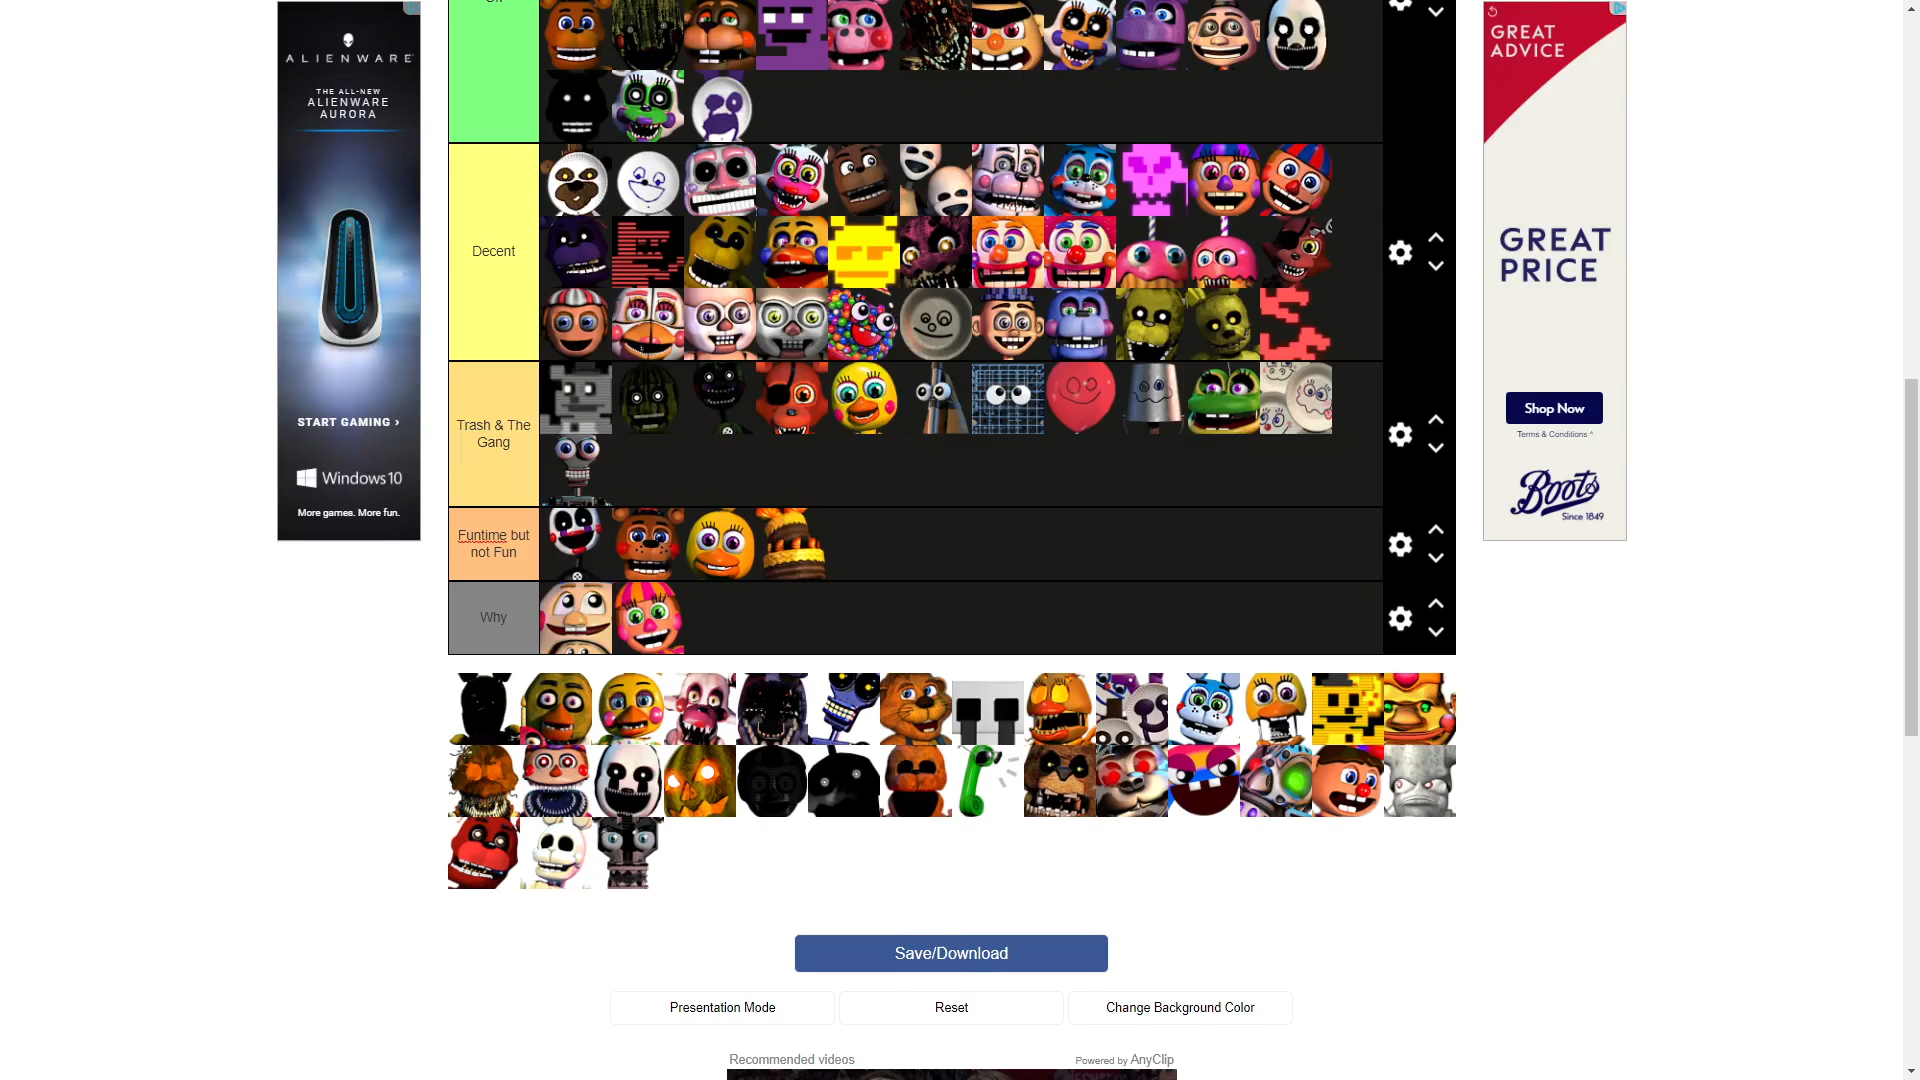 ALIENWARE
THE ALL-NEW
ALIENWARE
AURORA
START GAMING ›
Windows 10
More games. More fun.
Decent
Trash & The
Gang
Funtime but
not Fun
Why
GREAT
ADVICE
GREAT
PRICE
Shop Now
Terms & Conditions ^
Boots
Since 1849
Save/Download
Presentation Mode
Reset
Change Background Color
Recommended videos
Powered by AnyClip